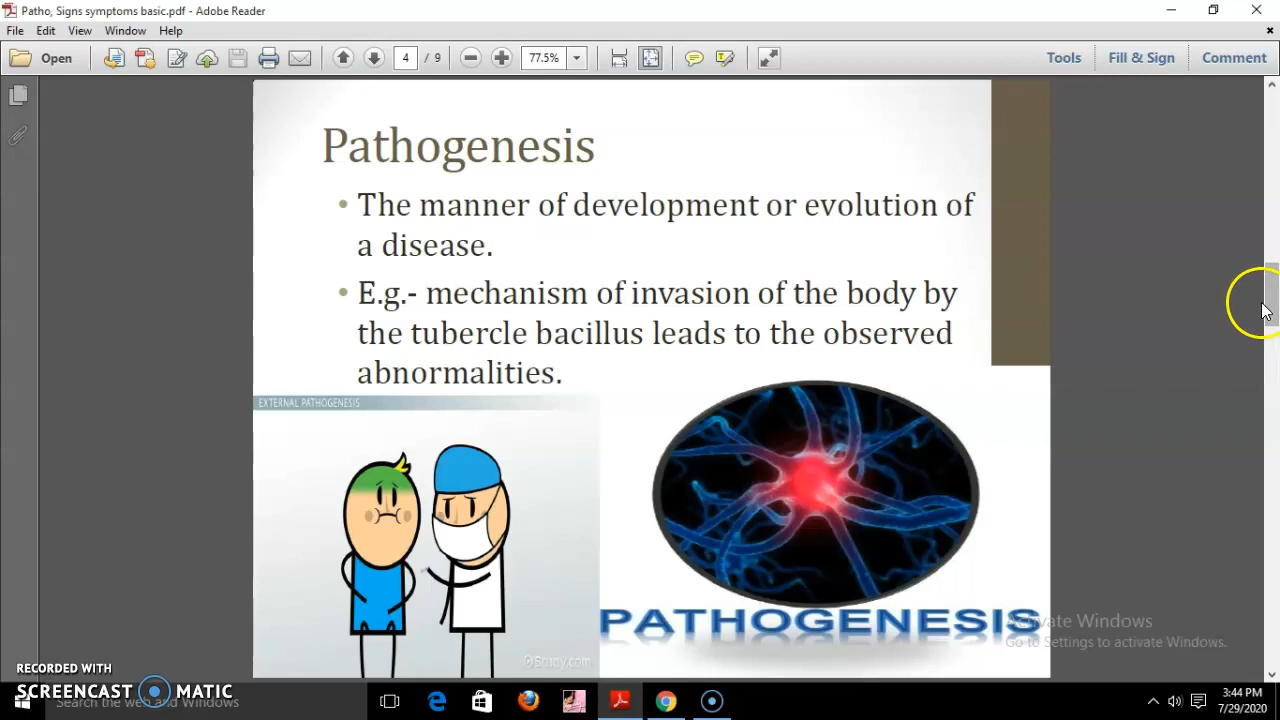 Patho, Signs symptoms basic.pdf - Adobe Reader
File Edit View Window Help
Open 4 / 9 77.5% Tools Fill & Sign Comment
Pathogenesis
• The manner of development or evolution of
a disease.
• E.g.- mechanism of invasion of the body by
the tubercle bacillus leads to the observed
abnormalities.
EXTERNAL PATHOGENESIS
PATHOGENESIS
©Study.com
Activate Windows
Go to Settings to activate Windows.
RECORDED WITH
SCREENCAST MATIC
Search the web and Windows
3:44 PM
7/29/2020